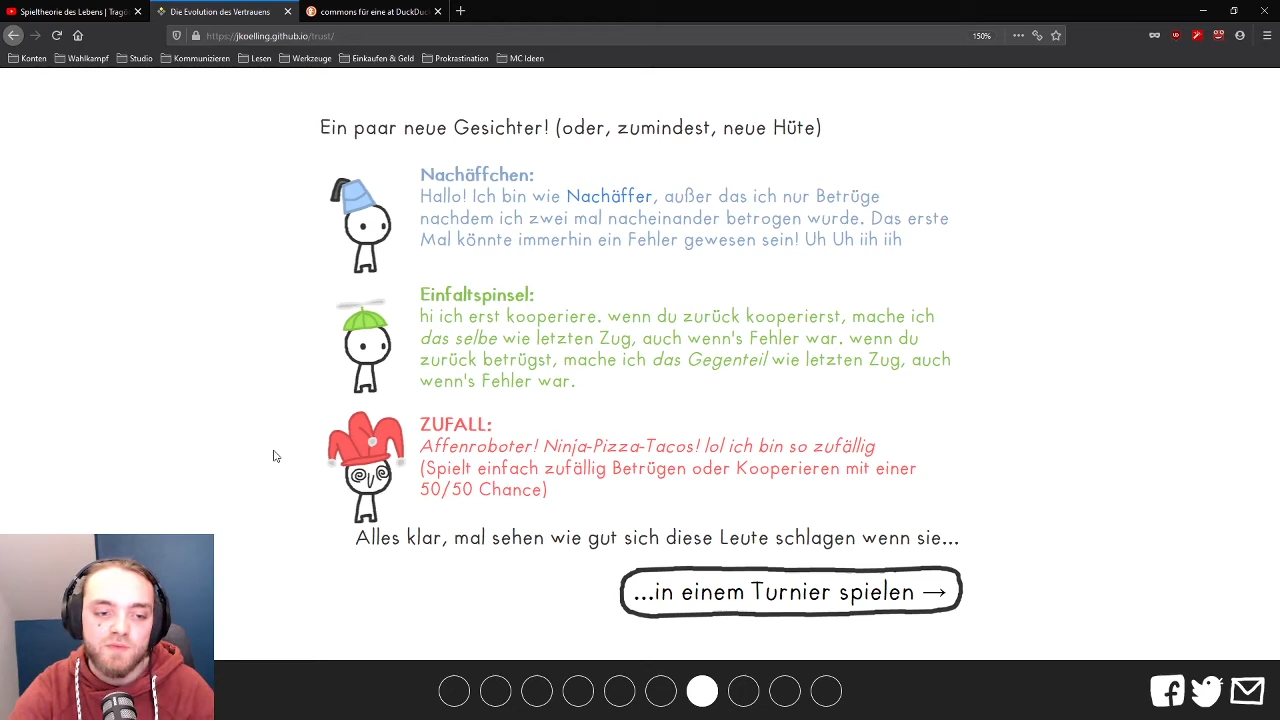 Spieltheorie des Lebens | Tragö
Die Evolution des Vertrauens
commons für eine at DuckDuc
https://jkoelling.github.io/trust/
150%
Konten
Wahlkampf
Studio
Kommunizieren
Lesen
Werkzeuge
Einkaufen & Geld
Prokrastination
MC Ideen
Ein paar neue Gesichter! (oder, zumindest, neue Hüte)
Nachäffchen:
Hallo! Ich bin wie Nachäffer, außer das ich nur Betrüge
nachdem ich zwei mal nacheinander betrogen wurde. Das erste
Mal könnte immerhin ein Fehler gewesen sein! Uh Uh iih iih
Einfaltspinsel:
hi ich erst kooperiere. wenn du zurück kooperierst, mache ich
das selbe wie letzten Zug, auch wenn's Fehler war. wenn du
zurück betrügst, mache ich das Gegenteil wie letzten Zug, auch
wenn's Fehler war.
ZUFALL:
Affenroboter! Ninja-Pizza-Tacos! lol ich bin so zufällig
(Spielt einfach zufällig Betrügen oder Kooperieren mit einer
50/50 Chance)
Alles klar, mal sehen wie gut sich diese Leute schlagen wenn sie...
...in einem Turnier spielen →